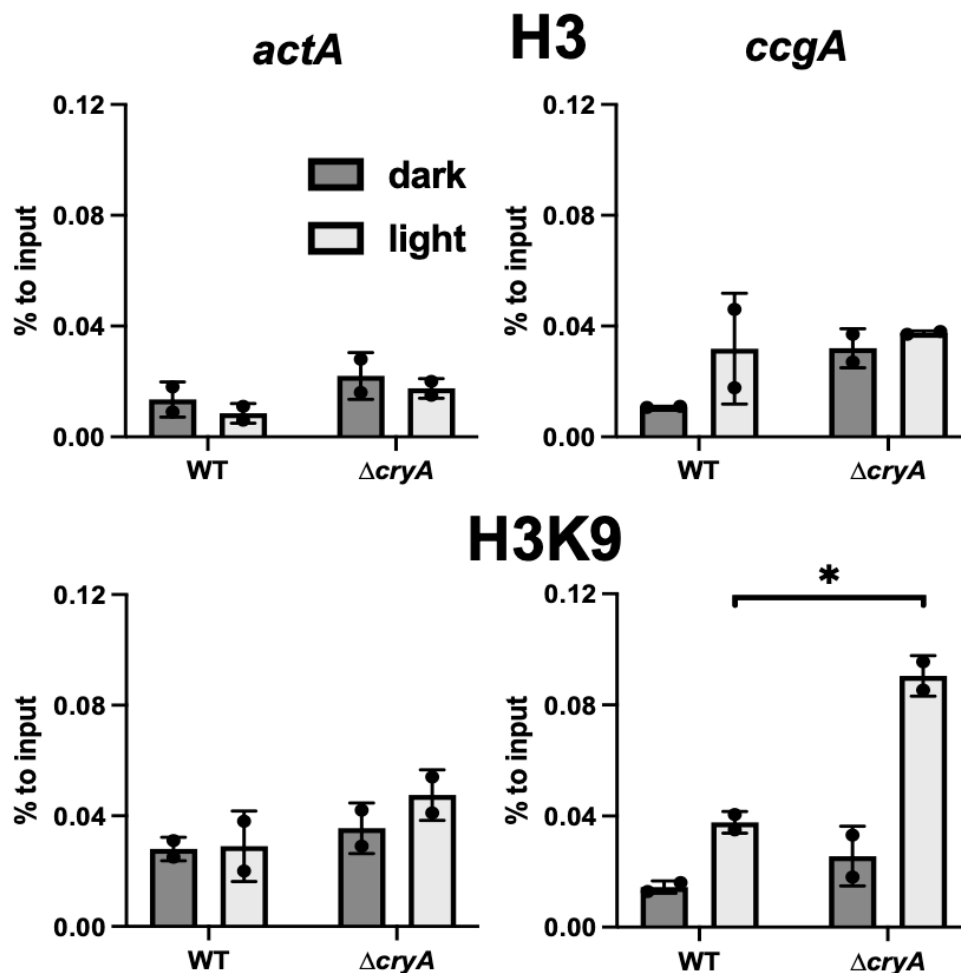 actA
H3
ccgA
% to input
0.12
0.08
0.04
0.00
dark
light
WT
ΔcryA
% to input
0.12
0.08
0.04
0.00
WT
ΔcryA
H3K9
% to input
0.12
0.08
0.04
0.00
WT
ΔcryA
% to input
0.12
0.08
0.04
0.00
*
WT
ΔcryA